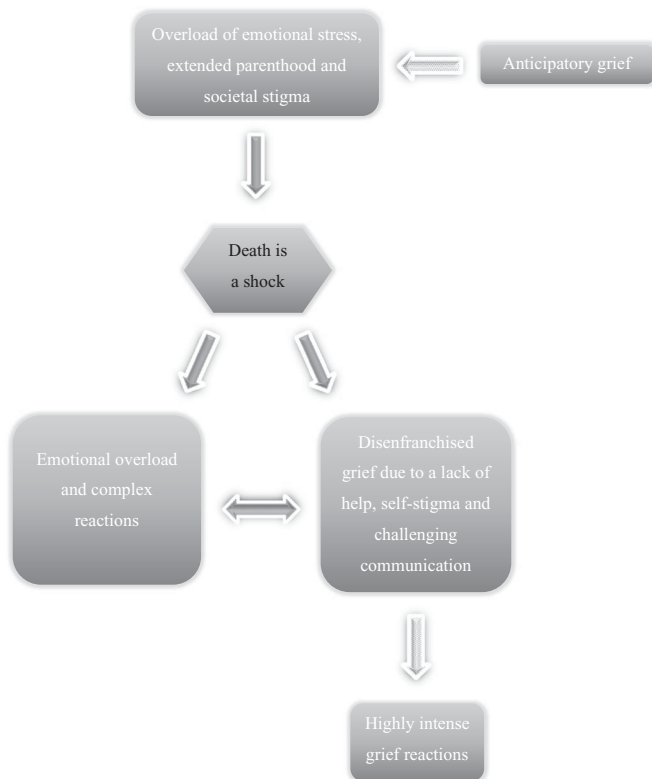 Overload of emotional stress,
extended parenthood and
societal stigma
Anticipatory grief
Death is
a shock
Emotional overload
and complex
reactions
Disenfranchised
grief due to a lack of
help, self-stigma and
challenging
communication
Highly intense
grief reactions